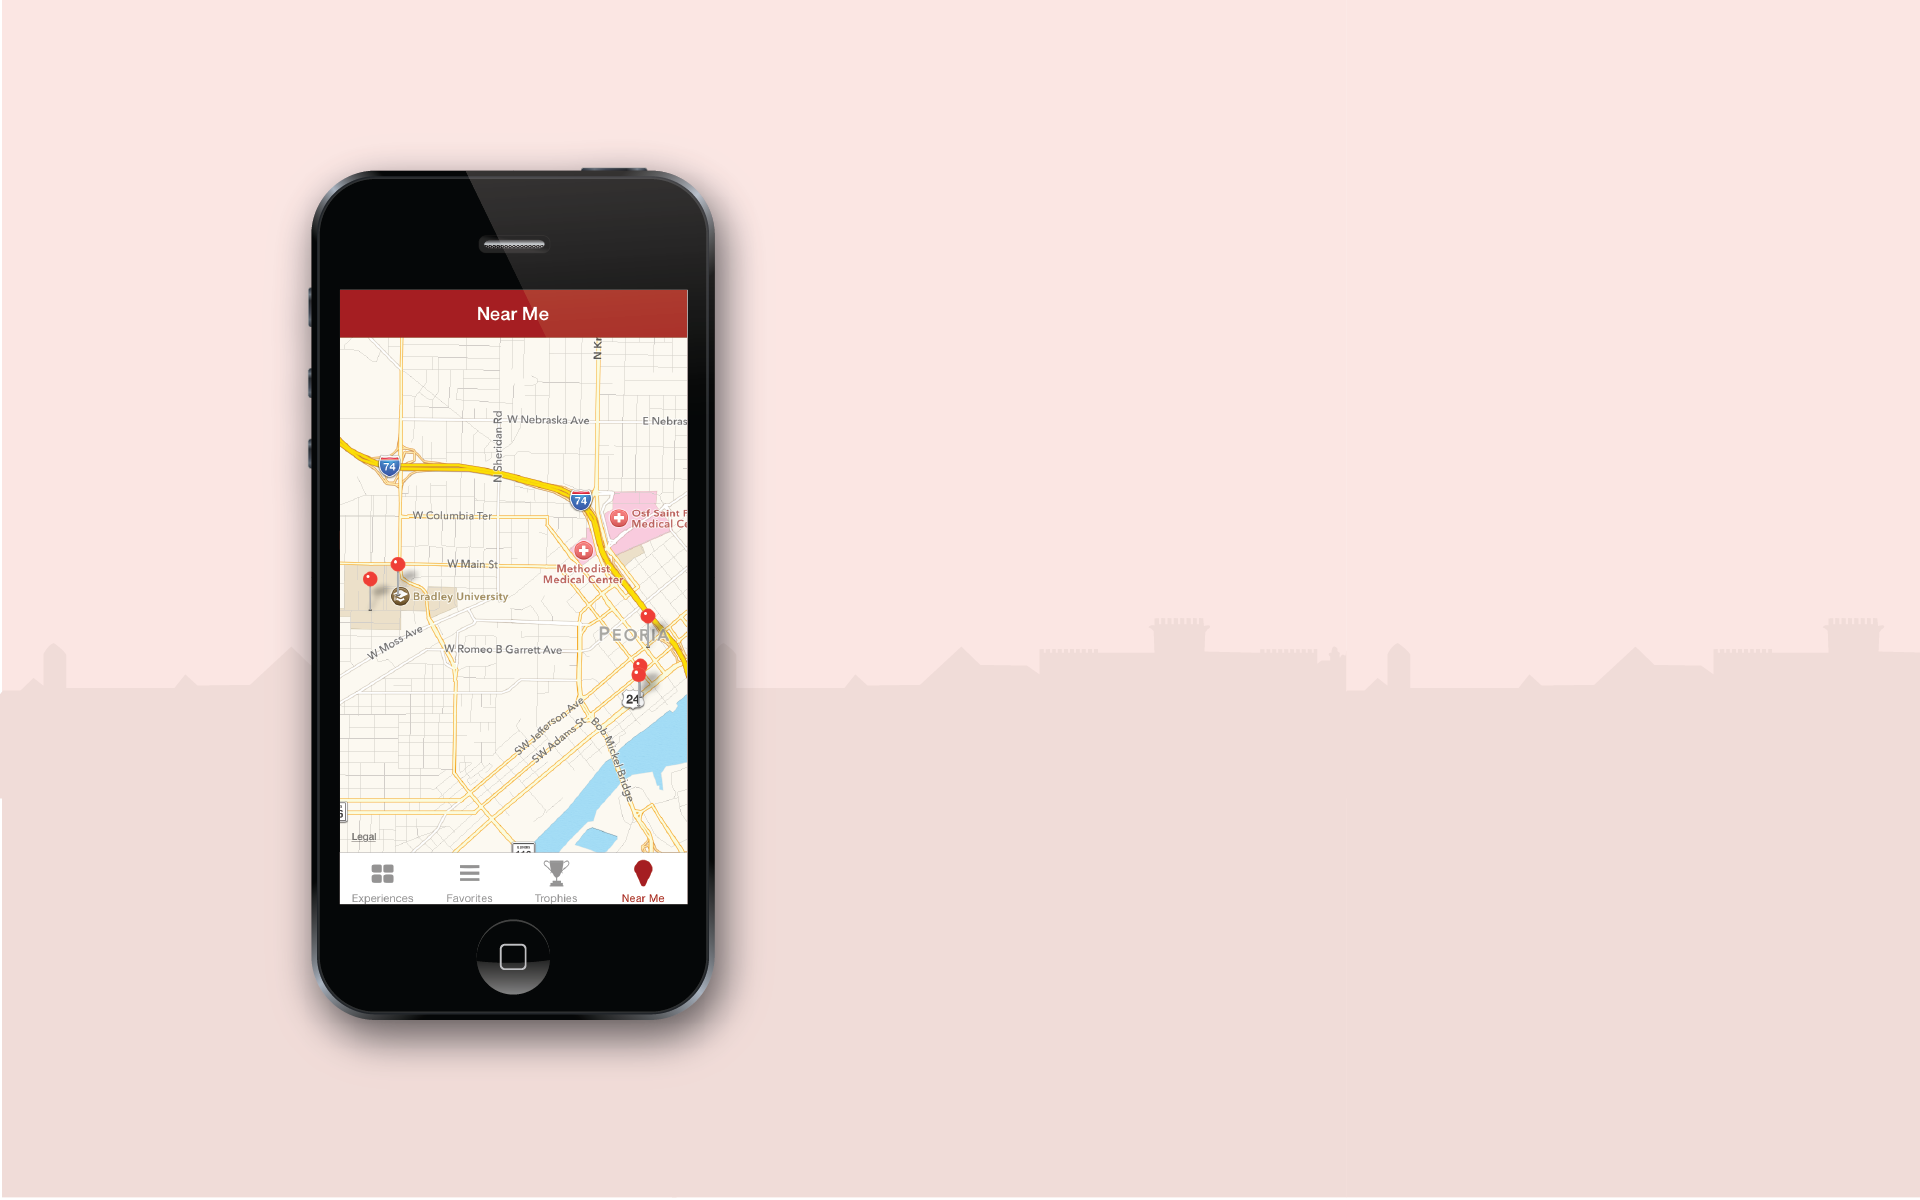 Near Me
N Kr
W Nebraska Ave
E Nebras
N Sheridan Rd
74
74
Osf Saint F
Medical Ce
W Columbia Ter
W Main St
Methodist
Medical Center
Bradley University
PEORIA
W Moss Ave
W Romeo B Garrett Ave
24
SW Jefferson Ave
SW Adams St
Bob Mickel Bridge
Legal
Experiences
Favorites
Trophies
Near Me